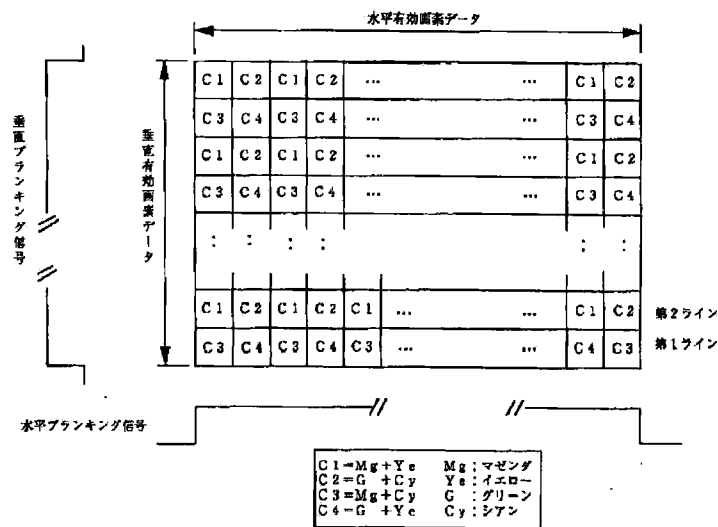 水平有効画素データ
C1 C2 C1 C2 … … C1 C2
C3 C4 C3 C4 … … C3 C4
C1 C2 C1 C2 … … C1 C2
C3 C4 C3 C4 … … C3 C4
: : : : : :
C1 C2 C1 C2 C1 … … C1 C2 第2ライン
C3 C4 C3 C4 C3 … … C4 C3 第1ライン
垂直ブランキング信号
垂直有効画素データ
水平ブランキング信号
C1=Mg+Ye Mg:マゼンダ
C2=G +Cy Ye:イエロー
C3=Mg+Cy G :グリーン
C4=G +Ye Cy:シアン